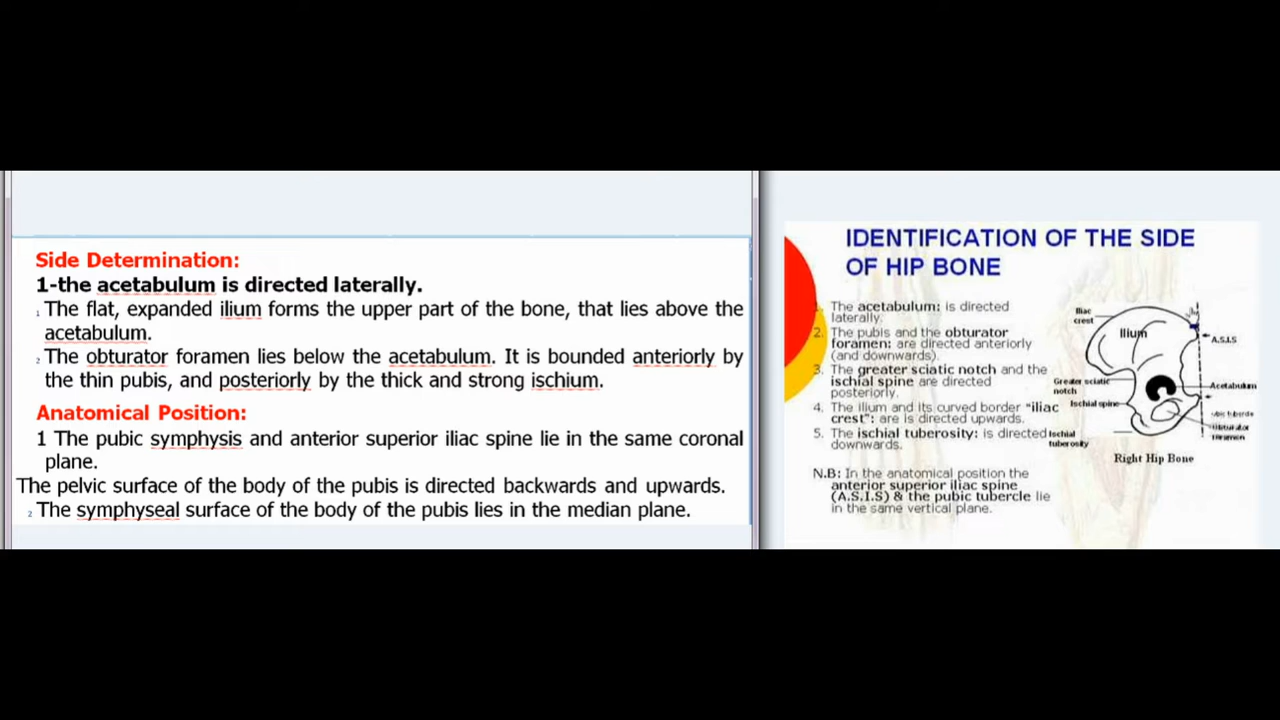 Side Determination:
1-the acetabulum is directed laterally.
1 The flat, expanded ilium forms the upper part of the bone, that lies above the
acetabulum.
2 The obturator foramen lies below the acetabulum. It is bounded anteriorly by
the thin pubis, and posteriorly by the thick and strong ischium.
Anatomical Position:
1 The pubic symphysis and anterior superior iliac spine lie in the same coronal
plane.
The pelvic surface of the body of the pubis is directed backwards and upwards.
2 The symphyseal surface of the body of the pubis lies in the median plane.
IDENTIFICATION OF THE SIDE
OF HIP BONE
1. The acetabulum: is directed
laterally.
2. The pubis and the obturator
foramen: are directed anteriorly
(and downwards).
3. The greater sciatic notch and the
ischial spine are directed
posteriorly.
4. The ilium and its curved border "iliac
crest": are is directed upwards.
5. The ischial tuberosity: is directed
downwards.
N.B: In the anatomical position the
anterior superior iliac spine
(A.S.I.S) & the pubic tubercle lie
in the same vertical plane.
Iliac
crest
Ilium
A.S.I.S
Greater sciatic
notch
Acetabulum
Ischial spine
Ischial
tuberosity
Right Hip Bone